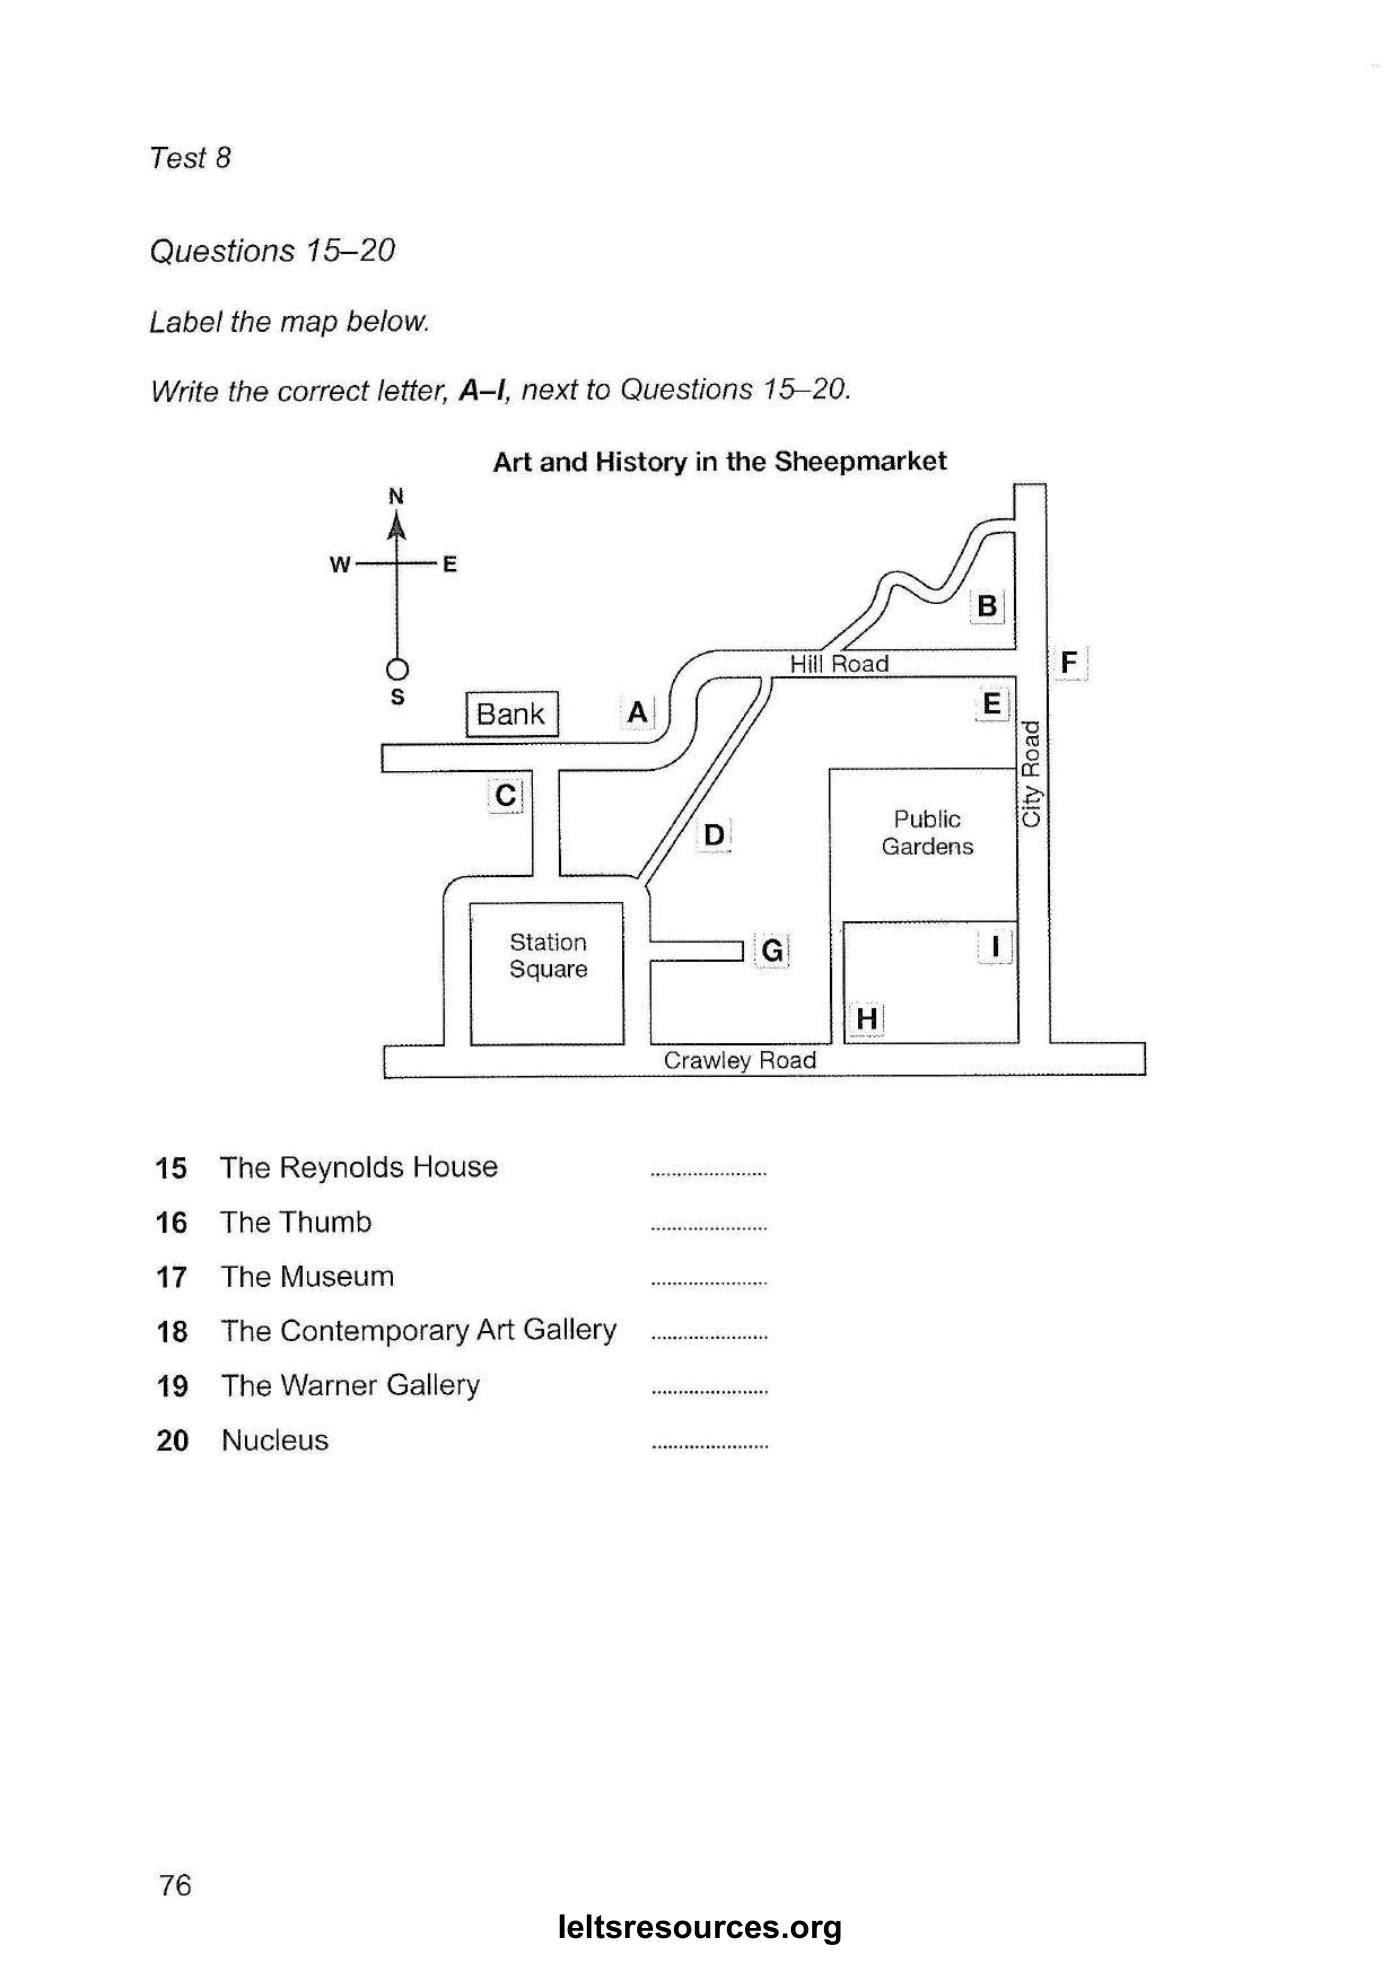 Test 8
Questions 15–20
Label the map below.
Write the correct letter, A–I, next to Questions 15–20.
Art and History in the Sheepmarket
N
W E
S
B
Hill Road
F
Bank
A
E
City Road
C
Public
Gardens
D
Station
Square
G
I
H
Crawley Road
15 The Reynolds House ......................
16 The Thumb ......................
17 The Museum ......................
18 The Contemporary Art Gallery ......................
19 The Warner Gallery ......................
20 Nucleus ......................
76
Ieltsresources.org